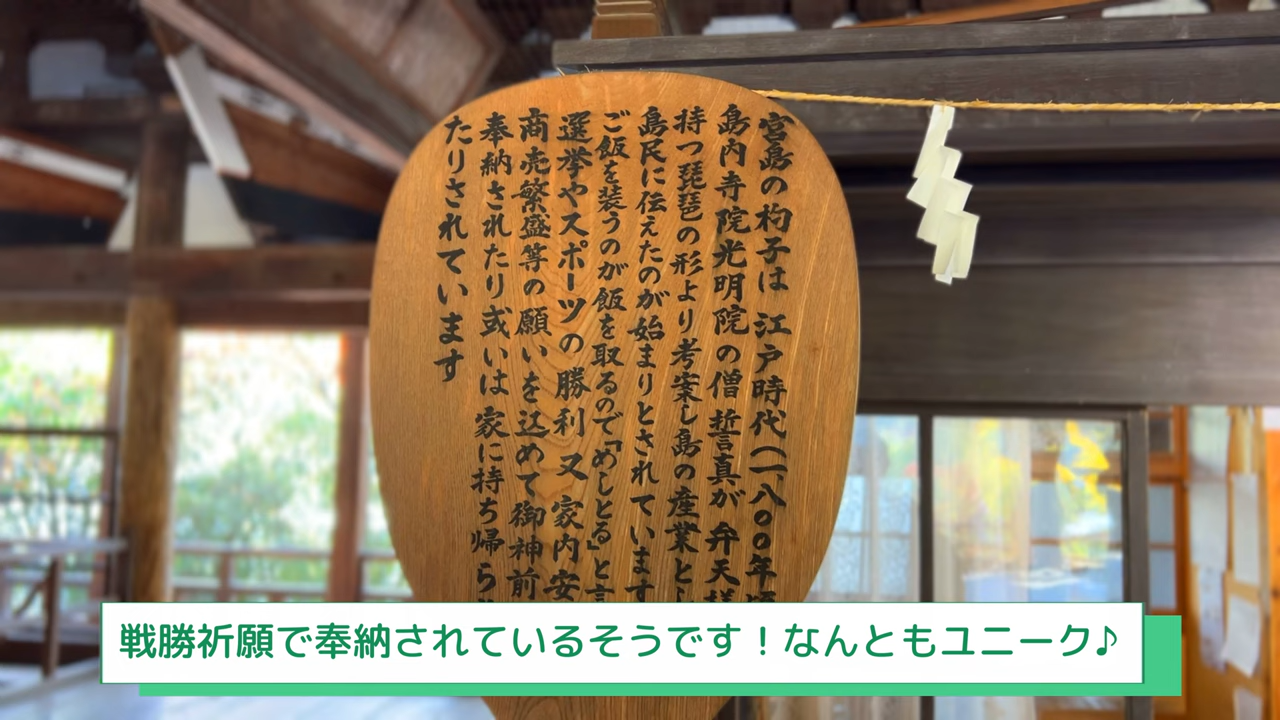 宮島の杓子は江戸時代(一八〇〇年頃
島内寺院光明院の僧誓真が弁天様
持つ琵琶の形より考案し島の産業とし
島民に伝えたのが始まりとされています
ご飯を装うのが飯を取るので「めしとる」と言
選挙やスポーツの勝利又家内安
商売繁盛等の願いを込めて御神前
奉納されたり或いは家に持ち帰ら
たりされています
戦勝祈願で奉納されているそうです！なんともユニーク♪